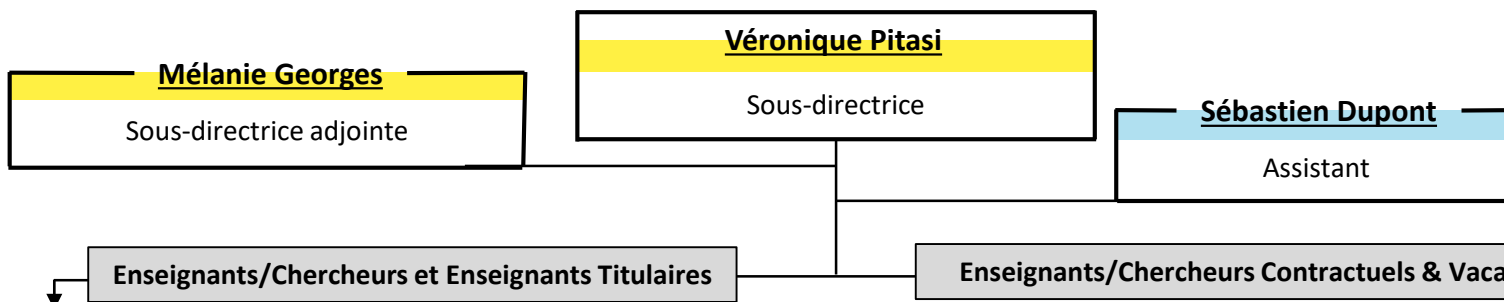 Véronique Pitasi
Sous-directrice
Mélanie Georges
Sous-directrice adjointe
Sébastien Dupont
Assistant
Enseignants/Chercheurs et Enseignants Titulaires
Enseignants/Chercheurs Contractuels &